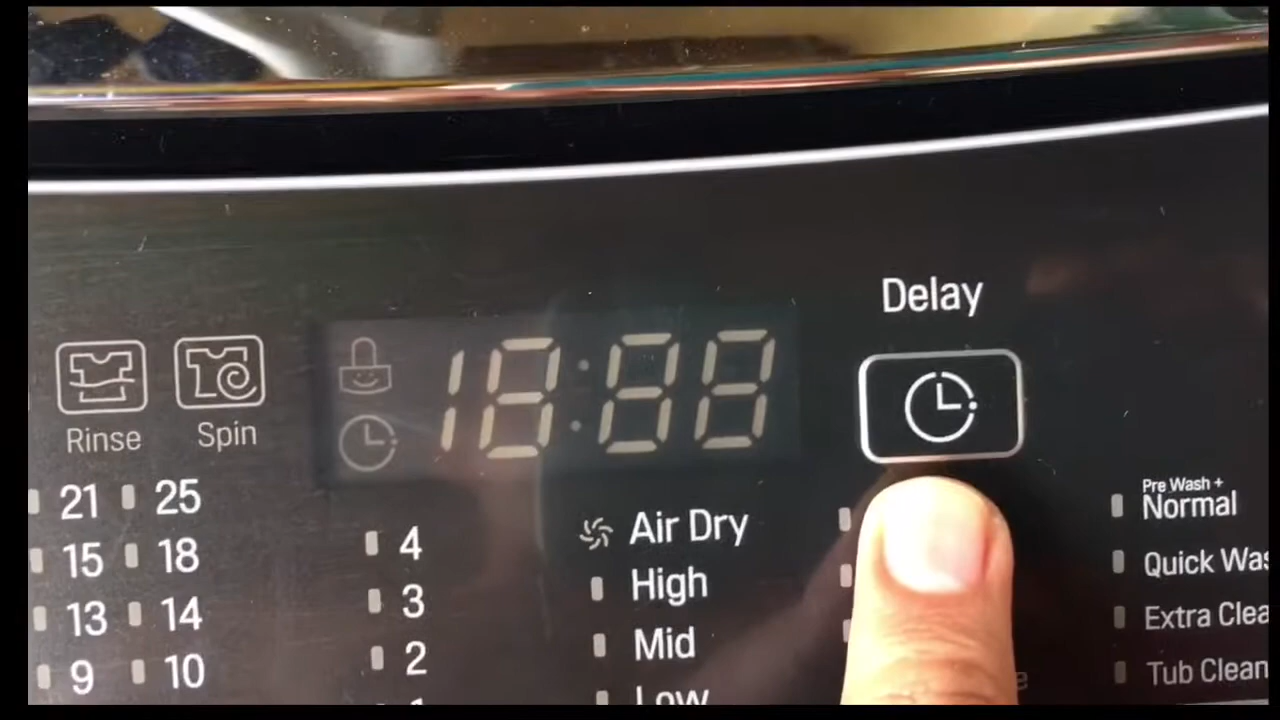 Delay
18:88
Rinse
Spin
21 25
15 18
13 14
9 10
4
3
2
Air Dry
High
Mid
Low
Pre Wash +
Normal
Quick Was
Extra Clea
Tub Clean